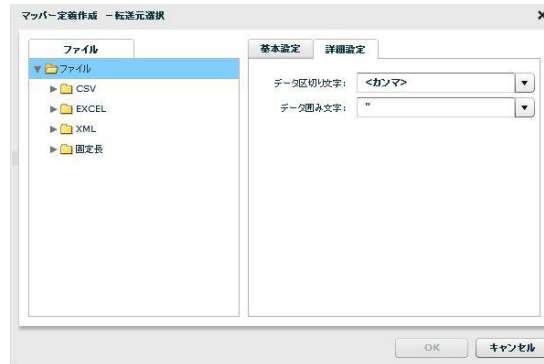 マッパー定義作成 －転送元選択
ファイル
ファイル
CSV
EXCEL
XML
固定長
基本設定 詳細設定
データ区切り文字: <カンマ>
データ囲み文字: "
OK キャンセル